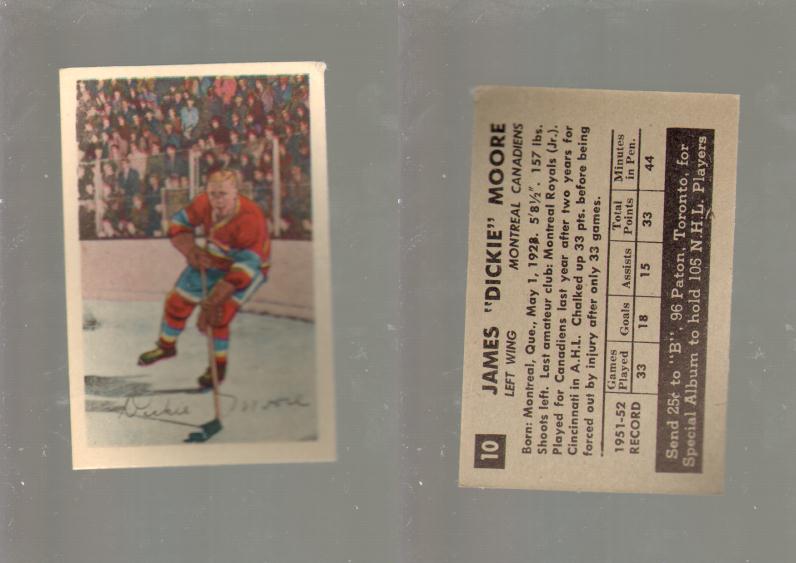 Dickie Moore
10
JAMES "DICKIE" MOORE
LEFT WING MONTREAL CANADIENS
Born: Montreal, Que., May 1, 1928. 5'8½". 157 lbs.
Shoots left. Last amateur club: Montreal Royals (Jr.).
Played for Canadiens last year after two years for
Cincinnati in A.H.L. Chalked up 33 pts. before being
forced out by injury after only 33 games.
1951-52 RECORD
Games Played Goals Assists Total Points Minutes in Pen.
33 18 15 33 44
Send 25¢ to "B", 96 Paton, Toronto, for
Special Album to hold 105 N.H.L. Players